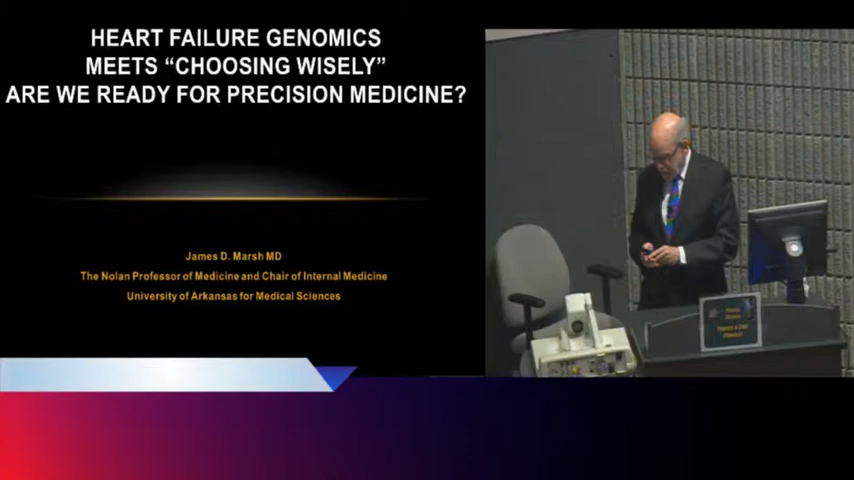 HEART FAILURE GENOMICS
MEETS “CHOOSING WISELY”
ARE WE READY FOR PRECISION MEDICINE?
James D. Marsh MD
The Nolan Professor of Medicine and Chair of Internal Medicine
University of Arkansas for Medical Sciences